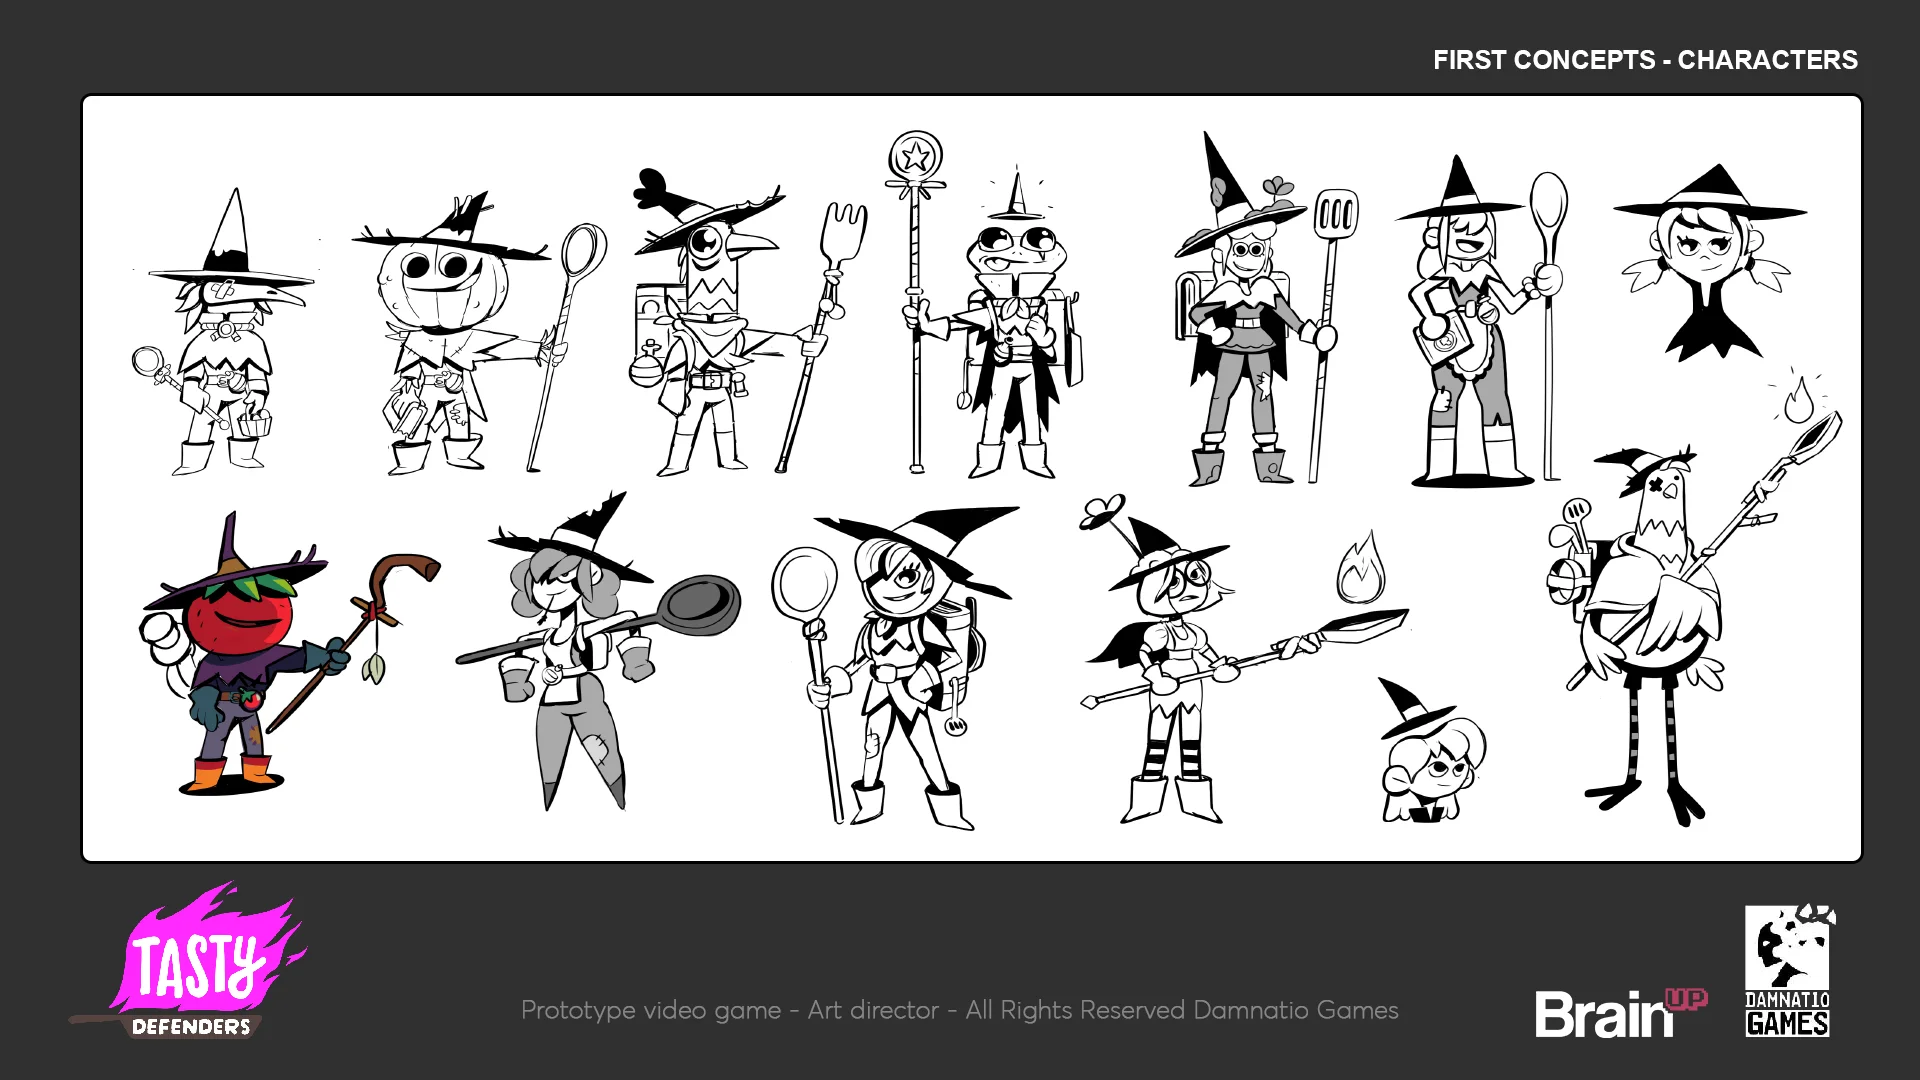 FIRST CONCEPTS - CHARACTERS
TASTY
DEFENDERS
Prototype video game - Art director - All Rights Reserved Damnatio Games
BrainUP
DAMNATIO
GAMES